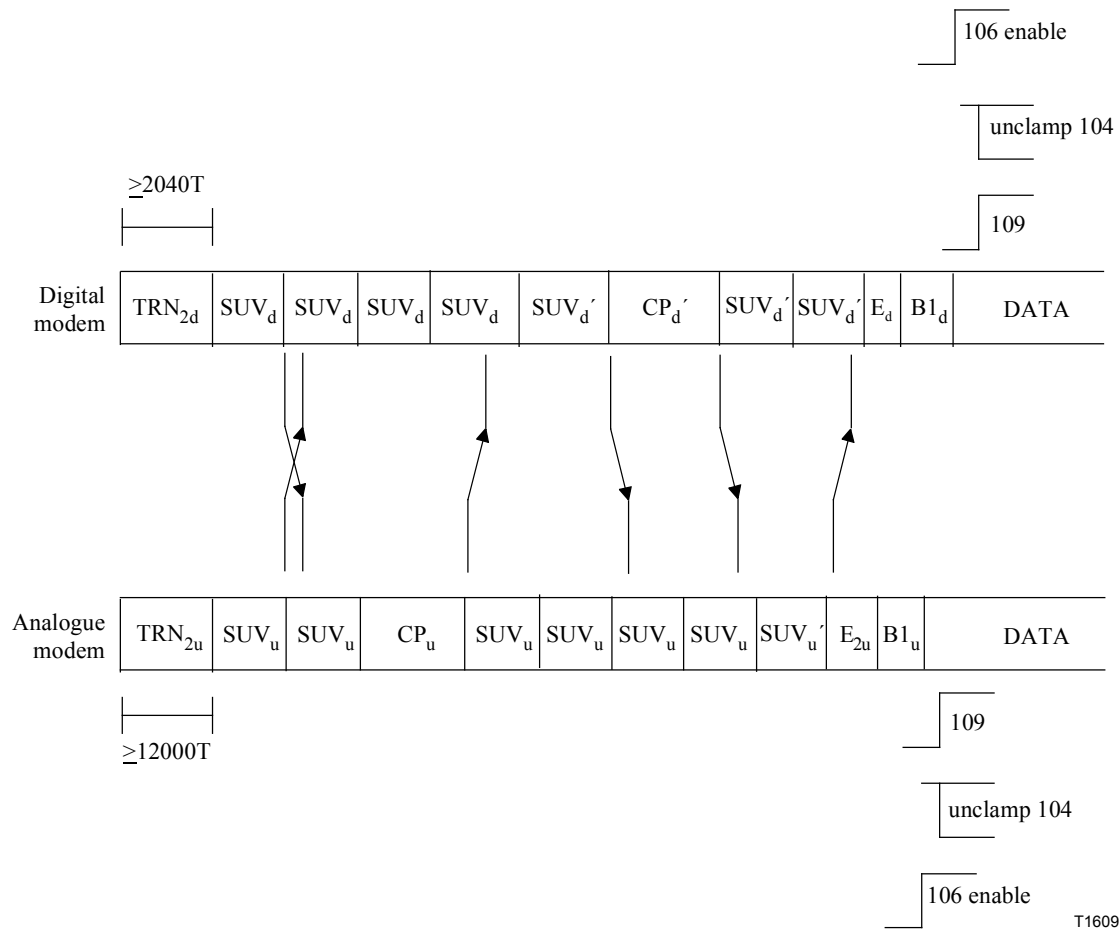 106 enable
unclamp 104
≥2040T
109
Digital modem
TRN2d SUVd SUVd SUVd SUVd SUVd´ CPd´ SUVd´ SUVd´ Ed B1d DATA
Analogue modem
TRN2u SUVu SUVu CPu SUVu SUVu SUVu SUVu SUVu´ E2u B1u DATA
≥12000T
109
unclamp 104
106 enable
T1609